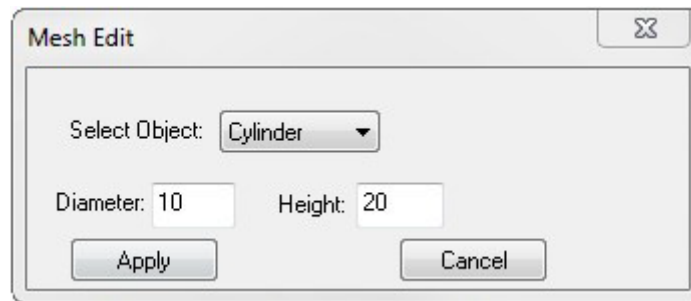 Mesh Edit
Select Object: Cylinder
Diameter: 10 Height: 20
Apply Cancel